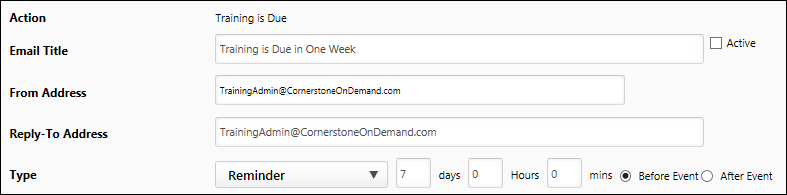 Action Training is Due
Email Title Training is Due in One Week Active
From Address TrainingAdmin@CornerstoneOnDemand.com
Reply-To Address TrainingAdmin@CornerstoneOnDemand.com
Type Reminder 7 days 0 Hours 0 mins Before Event After Event